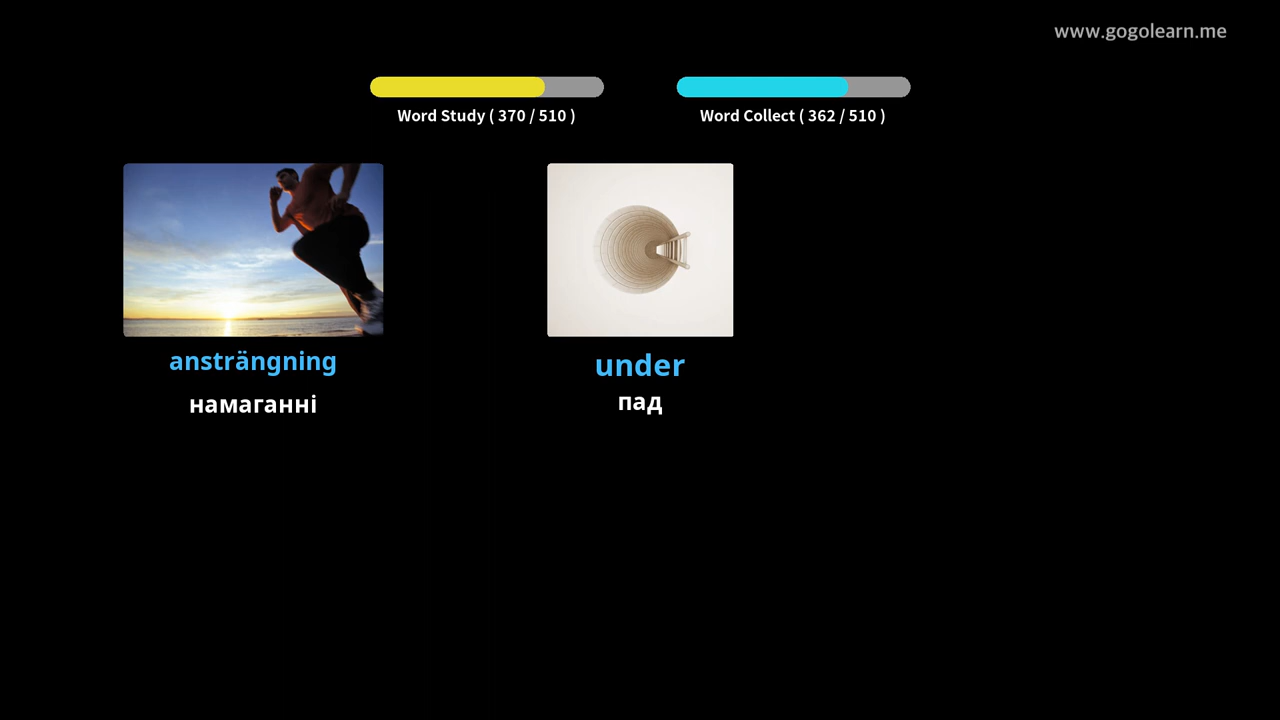 www.gogolearn.me
Word Study ( 370 / 510 )
Word Collect ( 362 / 510 )
ansträngning
намаганні
under
пад